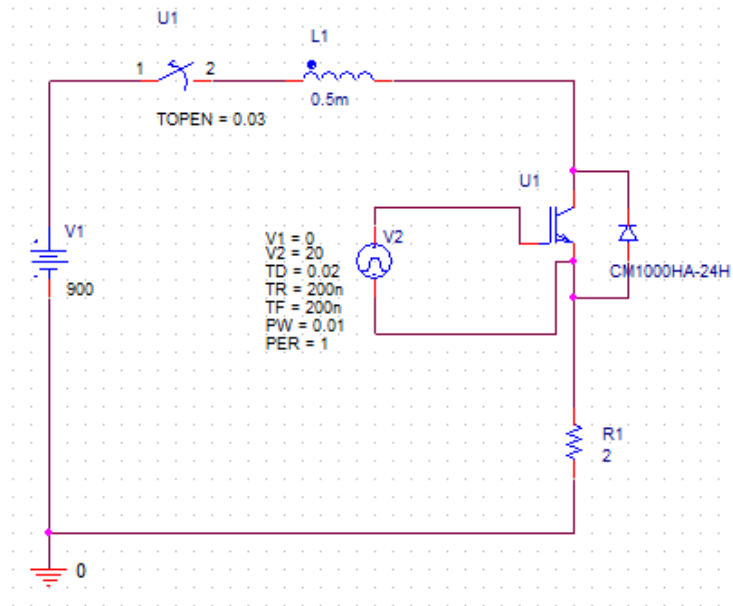 U1
1
2
TOPEN = 0.03
L1
0.5m
V1
900
V1 = 0
V2 = 20
TD = 0.02
TR = 200n
TF = 200n
PW = 0.01
PER = 1
V2
U1
CM1000HA-24H
R1
2
0